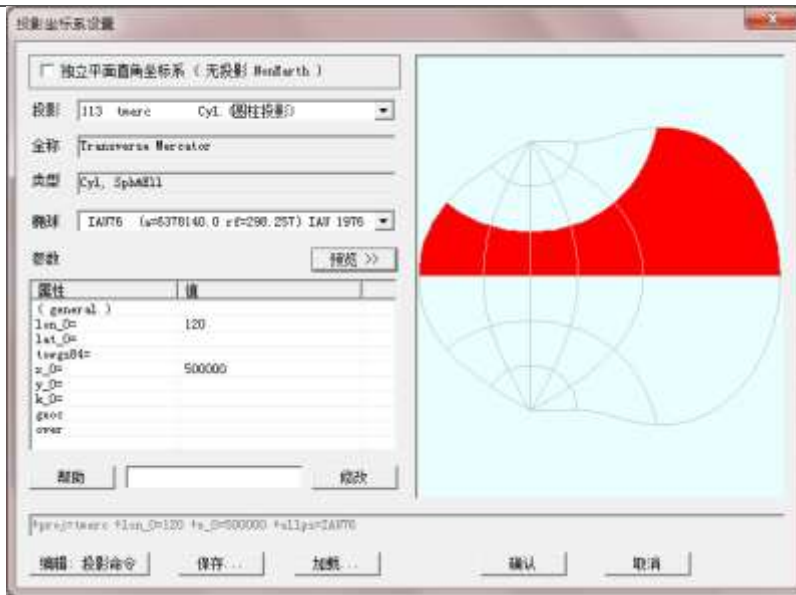 投影坐标系设置
独立平面直角坐标系 ( 无投影 NonEarth )
投影 113 tmerc Cyl (圆柱投影)
全称 Transverse Mercator
类型 Cyl, Sph&Ell
椭球 IAU76 (a=6378140.0 rf=298.257) IAU 1976
参数 预览 >>
属性 值
( general )
lon_0= 120
lat_0=
towgs84=
x_0= 500000
y_0=
k_0=
guoc
over
帮助 修改
+proj=tmerc +lon_0=120 +x_0=500000 +ellps=IAU76
编辑: 投影命令 保存... 加载... 确认 取消